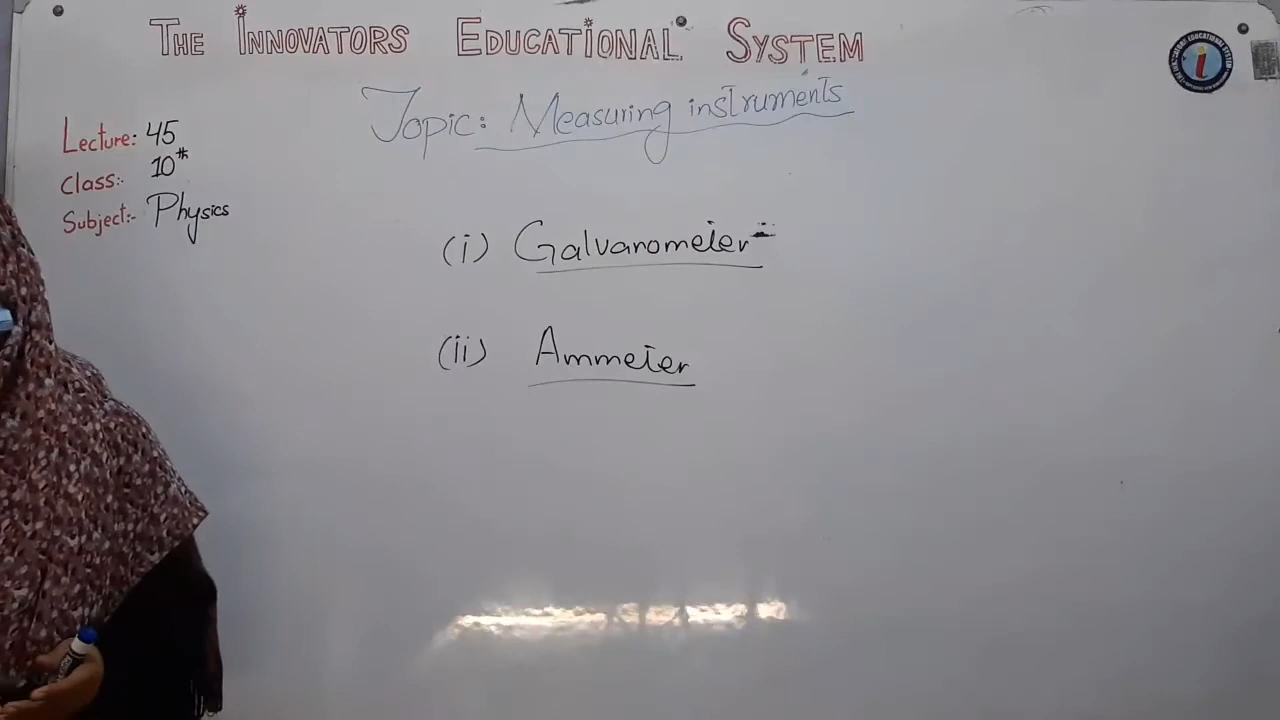 THE INNOVATORS EDUCATIONAL SYSTEM
Topic: Measuring instruments
Lecture: 45
Class:- 10th
Subject:- Physics
(i) Galvanometer
(ii) Ammeter